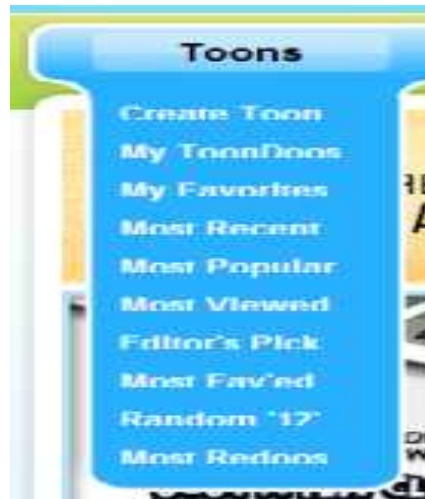 Toons
Create Toon
My ToonDoos
My Favorites
Most Recent
Most Popular
Most Viewed
Editor's Pick
Most Fav'ed
Random '12'
Most Redoos